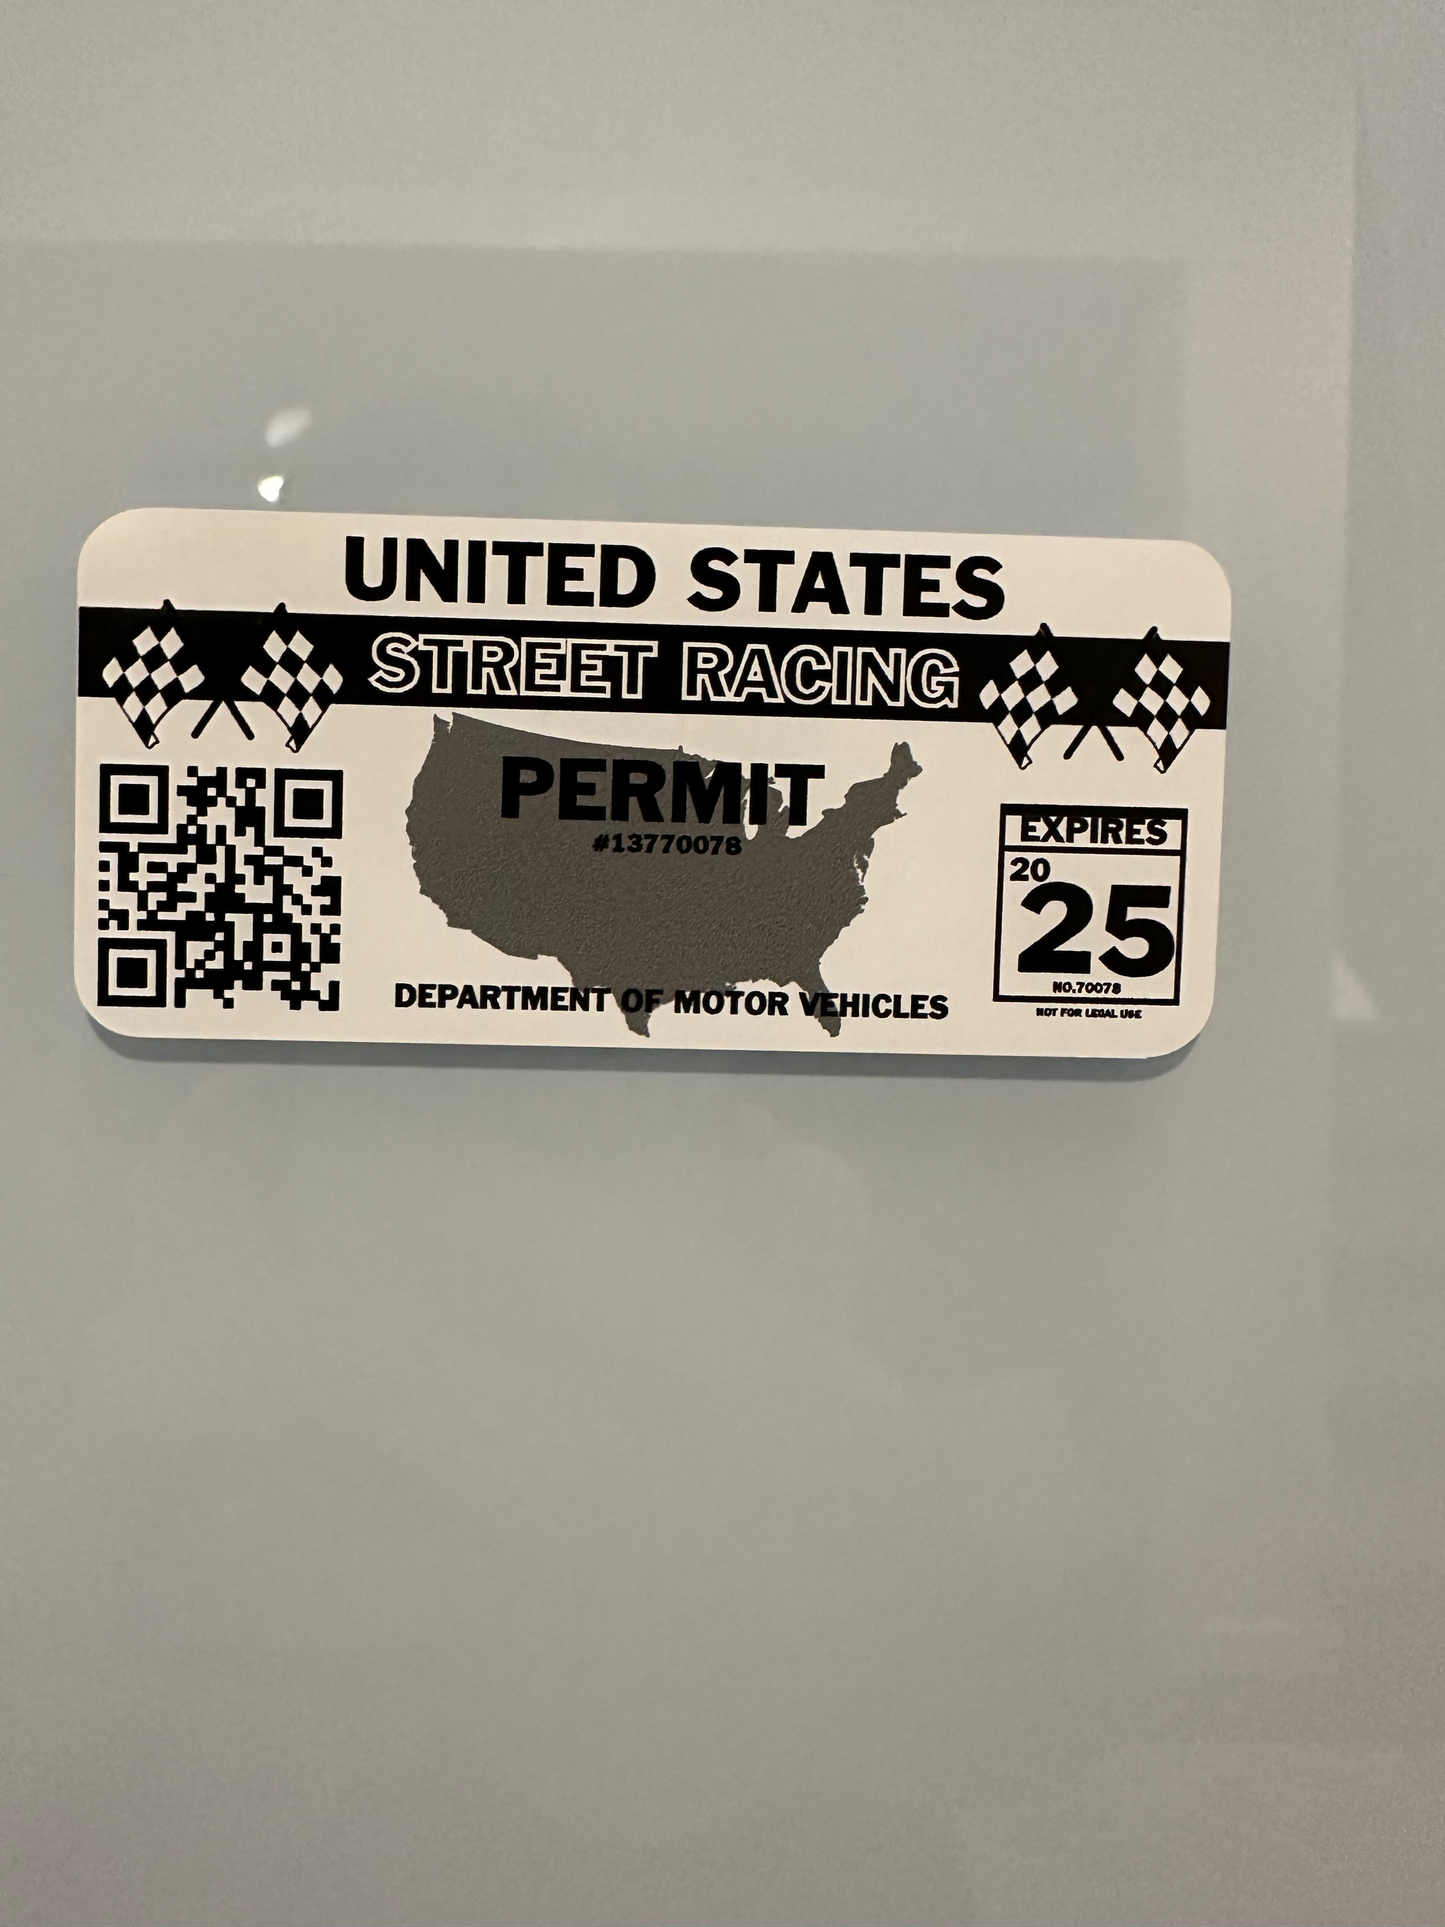 UNITED STATES
STREET RACING
PERMIT
#13770078
DEPARTMENT OF MOTOR VEHICLES
EXPIRES
20
25
NO.70078
NOT FOR LEGAL USE